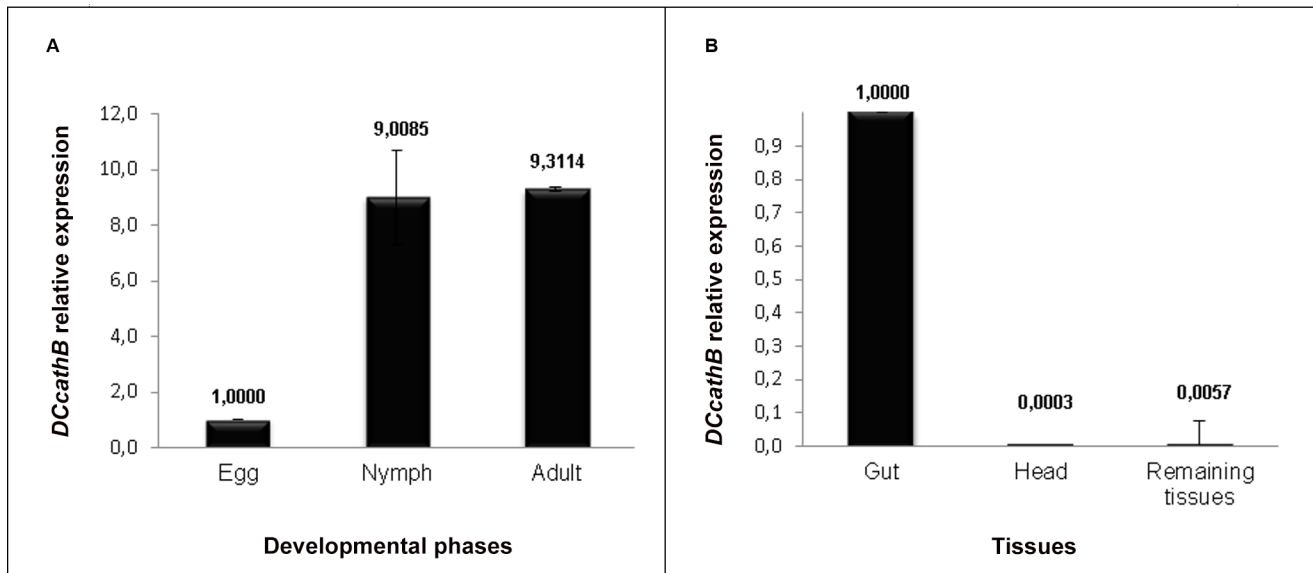 A
DCcathB relative expression
12,0
10,0
8,0
6,0
4,0
2,0
0,0
1,0000
9,0085
9,3114
Egg
Nymph
Adult
Developmental phases
B
DCcathB relative expression
0,9
0,8
0,7
0,6
0,5
0,4
0,3
0,2
0,1
0,0
1,0000
0,0003
0,0057
Gut
Head
Remaining
tissues
Tissues